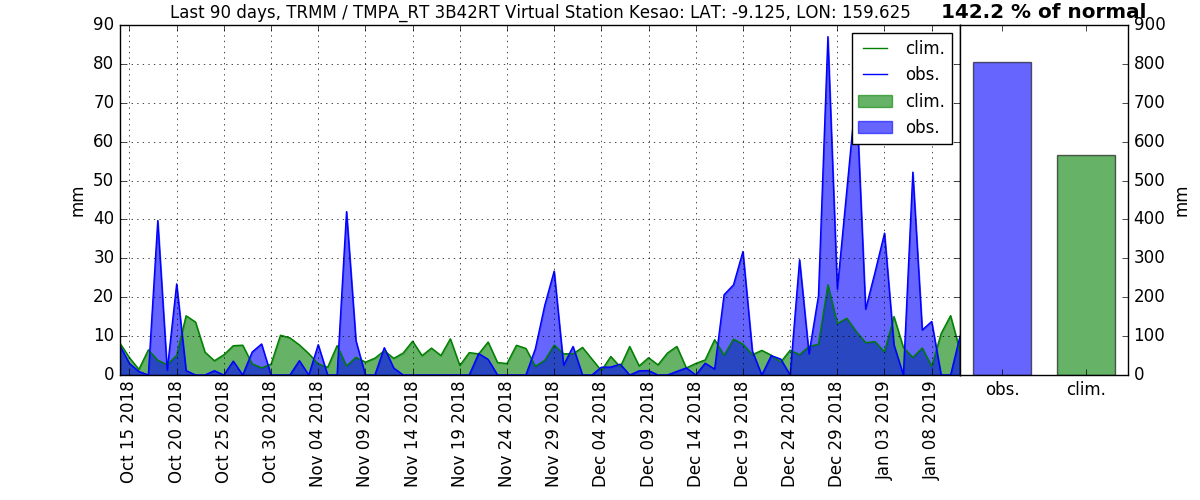 Last 90 days, TRMM / TMPA_RT 3B42RT Virtual Station Kesao: LAT: -9.125, LON: 159.625
142.2 % of normal
90
80
70
60
50
40
30
20
10
0
mm
clim.
obs.
clim.
obs.
Oct 15 2018
Oct 20 2018
Oct 25 2018
Oct 30 2018
Nov 04 2018
Nov 09 2018
Nov 14 2018
Nov 19 2018
Nov 24 2018
Nov 29 2018
Dec 04 2018
Dec 09 2018
Dec 14 2018
Dec 19 2018
Dec 24 2018
Dec 29 2018
Jan 03 2019
Jan 08 2019
900
800
700
600
500
400
300
200
100
0
mm
obs.
clim.